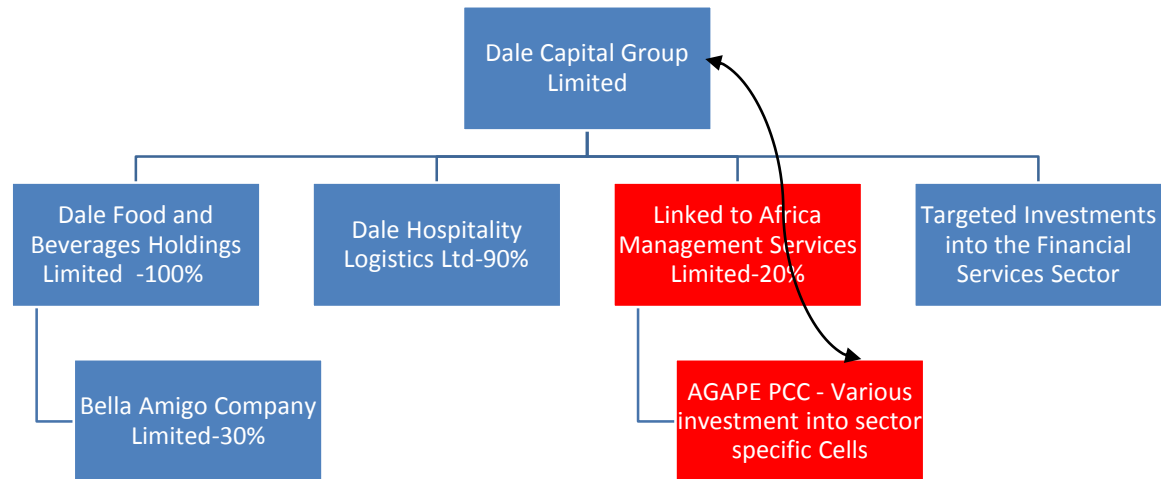 Dale Capital Group
Limited
Dale Food and
Beverages Holdings
Limited  -100%
Dale Hospitality
Logistics Ltd-90%
Linked to Africa
Management Services
Limited-20%
Targeted Investments
into the Financial
Services Sector
Bella Amigo Company
Limited-30%
AGAPE PCC - Various
investment into sector
specific Cells